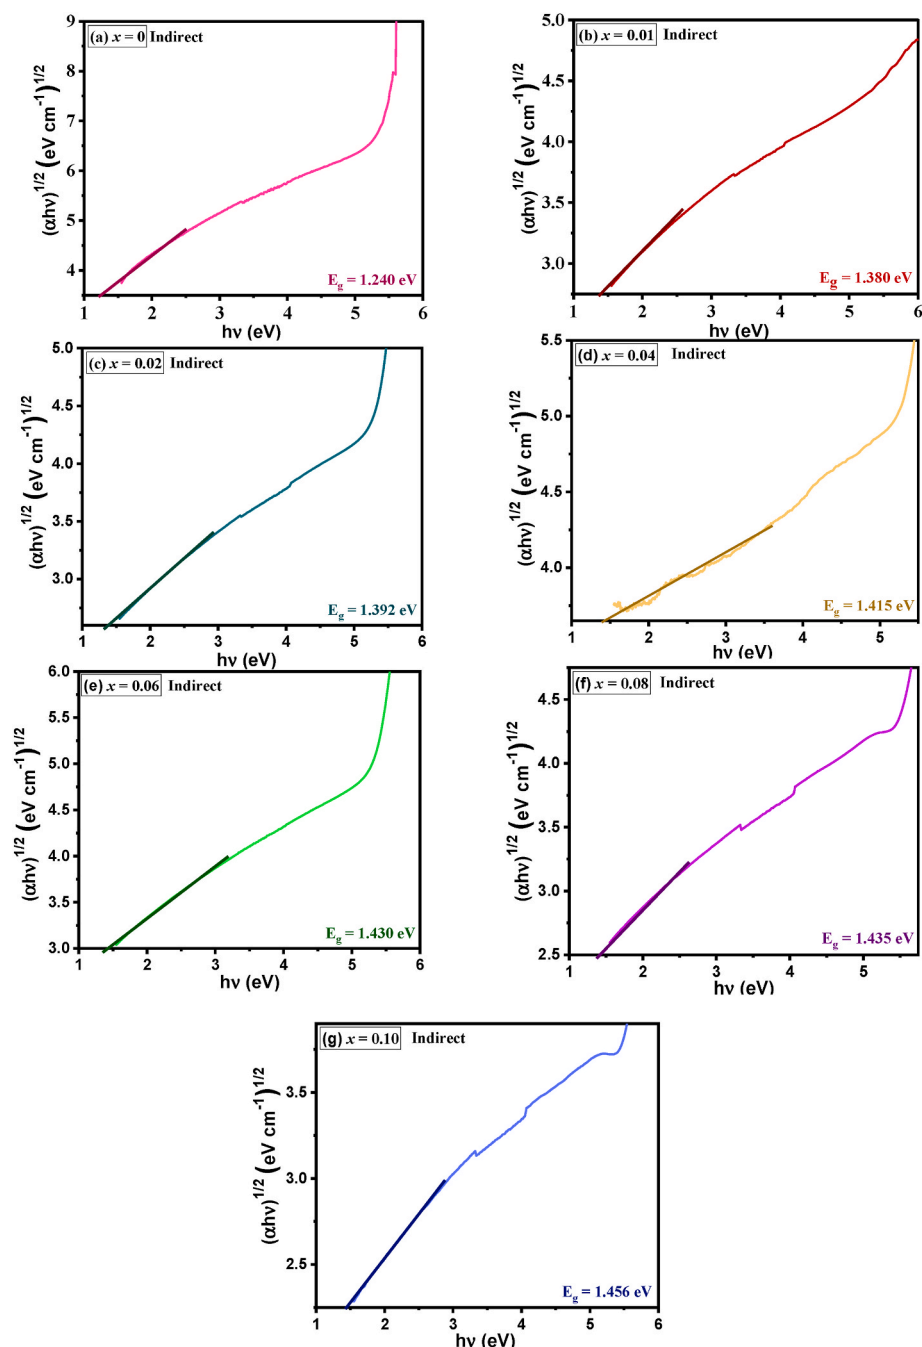 (a) x = 0 Indirect
9
8
7
6
5
4
(αhν)1/2 (eV cm-1)1/2
Eg = 1.240 eV
1 2 3 4 5 6
hν (eV)
(b) x = 0.01 Indirect
5.0
4.5
4.0
3.5
3.0
(αhν)1/2 (eV cm-1)1/2
Eg = 1.380 eV
1 2 3 4 5 6
hν (eV)
(c) x = 0.02 Indirect
5.0
4.5
4.0
3.5
3.0
(αhν)1/2 (eV cm-1)1/2
Eg = 1.392 eV
1 2 3 4 5 6
hν (eV)
(d) x = 0.04 Indirect
5.5
5.0
4.5
4.0
(αhν)1/2 (eV cm-1)1/2
Eg = 1.415 eV
1 2 3 4 5
hν (eV)
(e) x = 0.06 Indirect
6.0
5.5
5.0
4.5
4.0
3.5
3.0
(αhν)1/2 (eV cm-1)1/2
Eg = 1.430 eV
1 2 3 4 5 6
hν (eV)
(f) x = 0.08 Indirect
4.5
4.0
3.5
3.0
2.5
(αhν)1/2 (eV cm-1)1/2
Eg = 1.435 eV
1 2 3 4 5
hν (eV)
(g) x = 0.10 Indirect
3.5
3.0
2.5
(αhν)1/2 (eV cm-1)1/2
Eg = 1.456 eV
1 2 3 4 5 6
hν (eV)